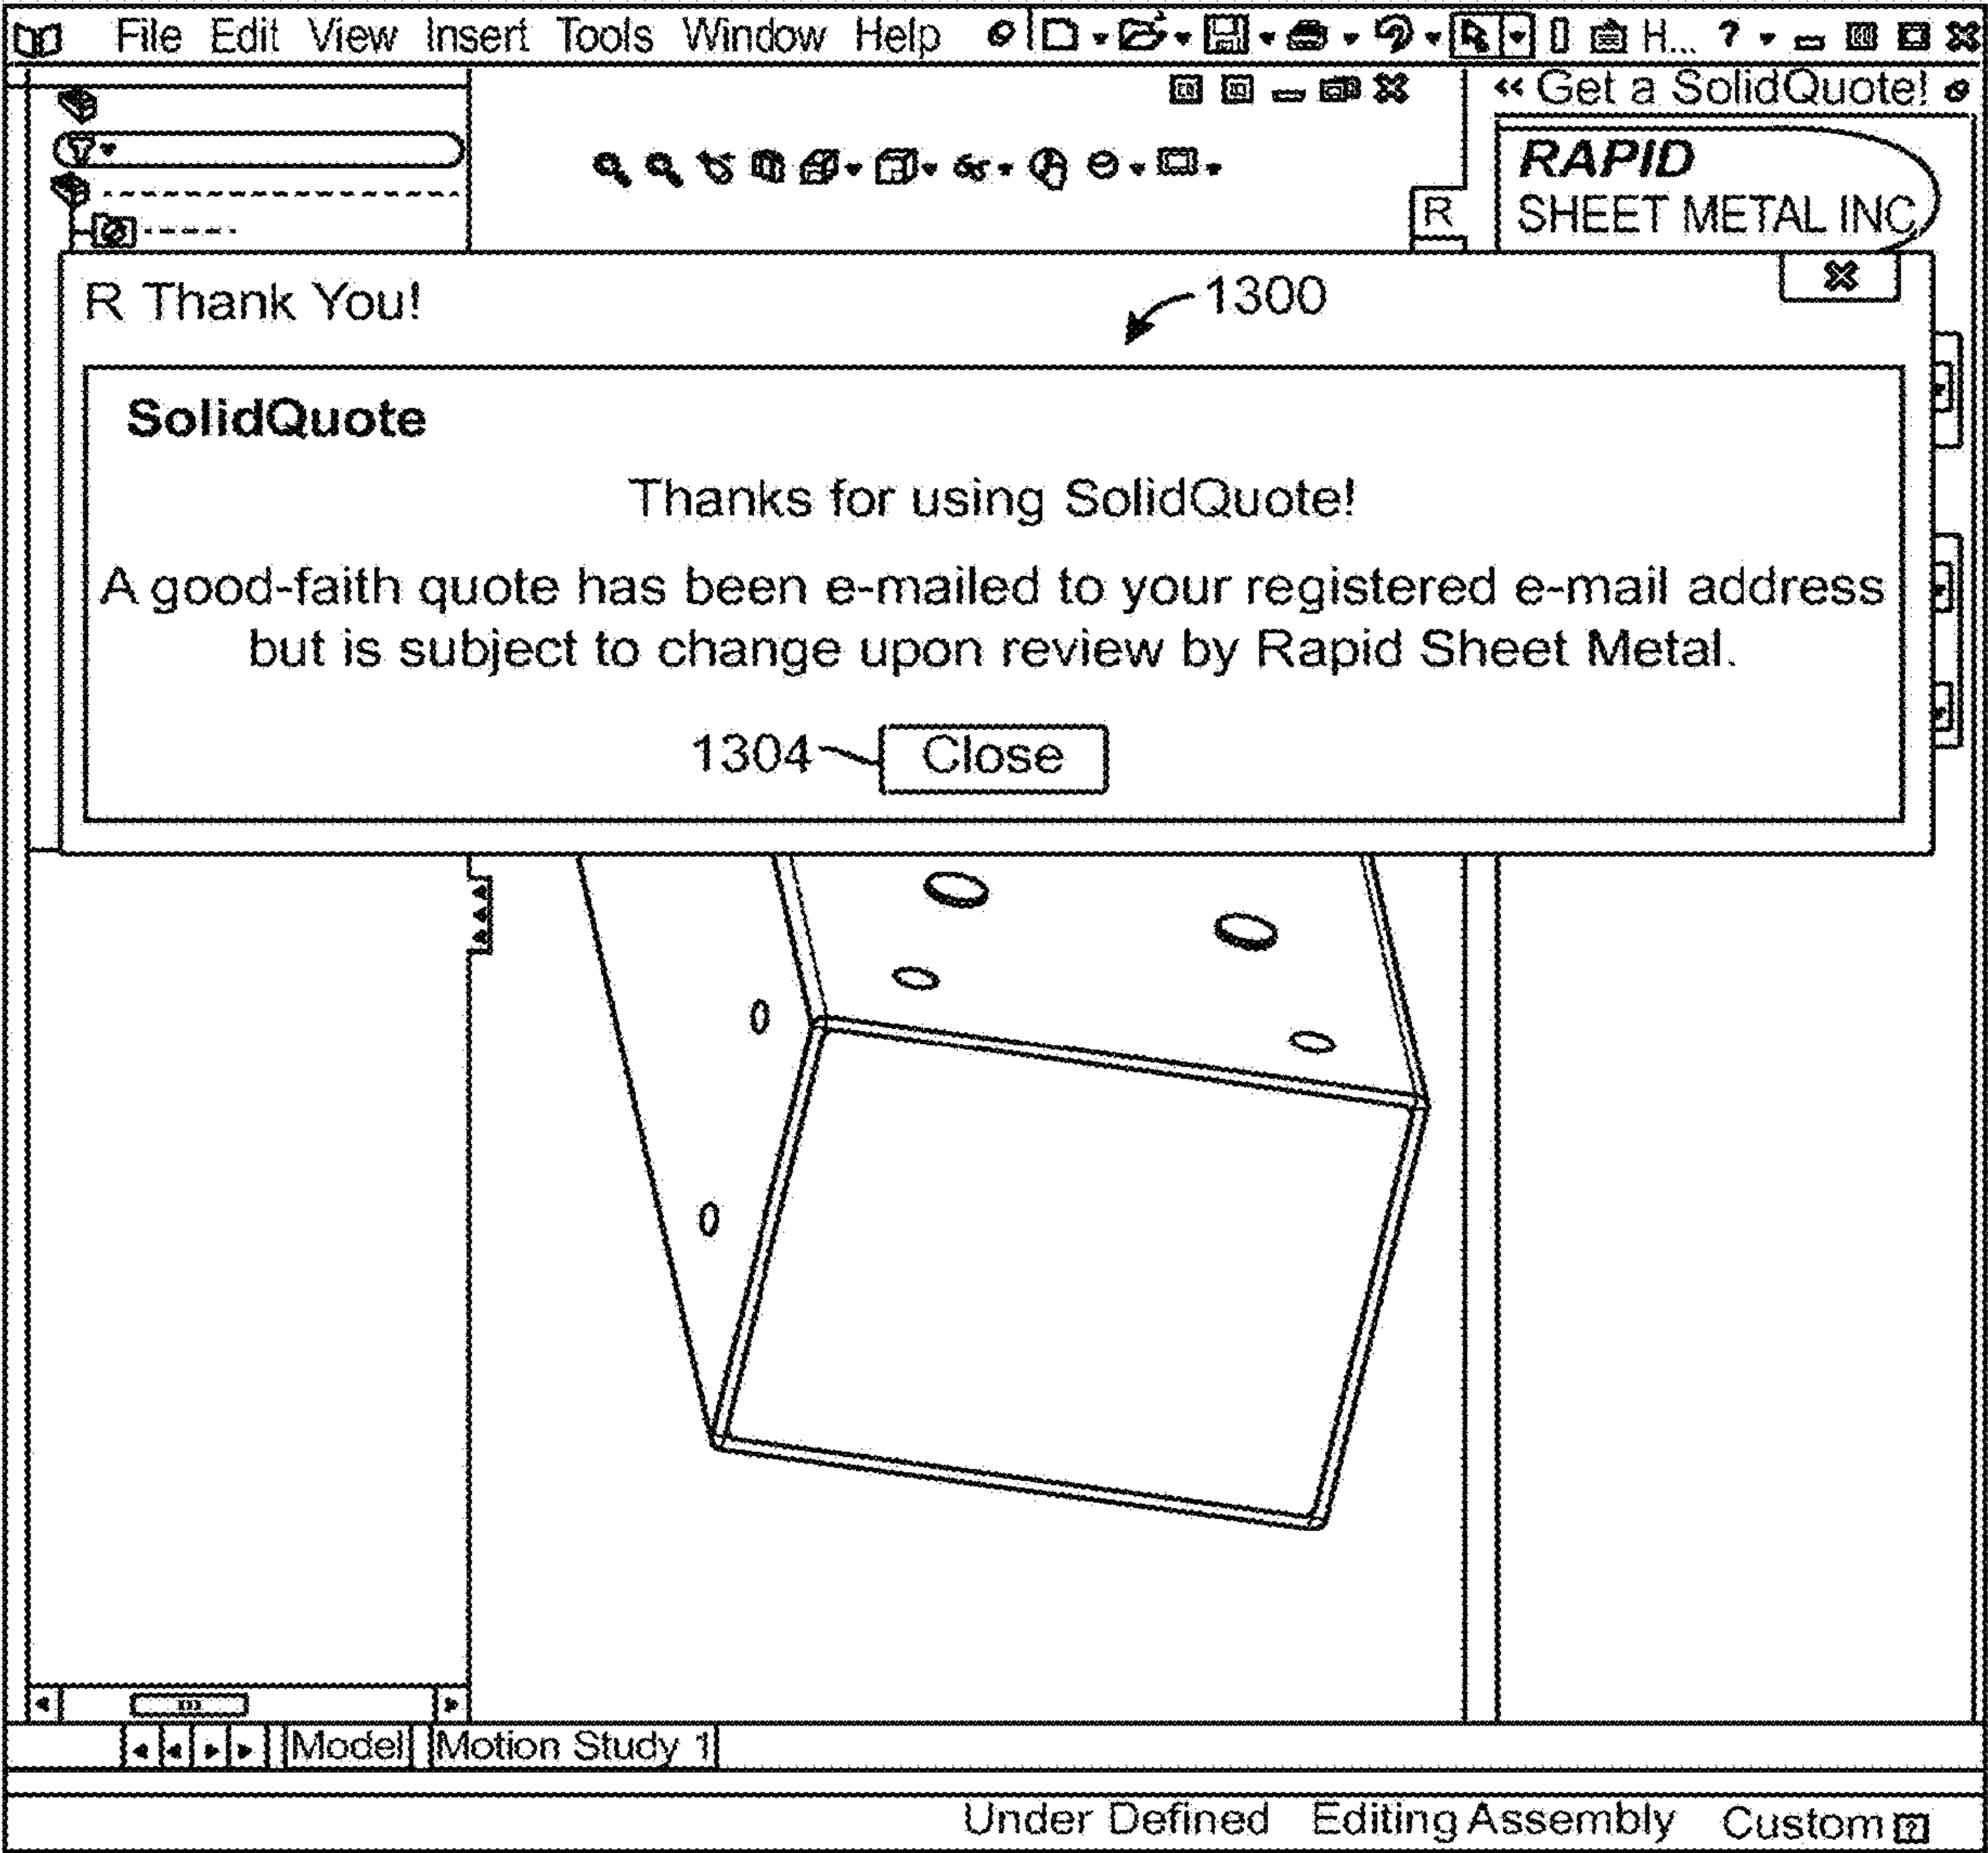 File Edit View Insert Tools Window Help H... ?
<< Get a SolidQuote!
RAPID
SHEET METAL INC
R
R Thank You!
1300
SolidQuote
Thanks for using SolidQuote!
A good-faith quote has been e-mailed to your registered e-mail address
but is subject to change upon review by Rapid Sheet Metal.
1304 Close
Model Motion Study 1
Under Defined Editing Assembly Custom ?